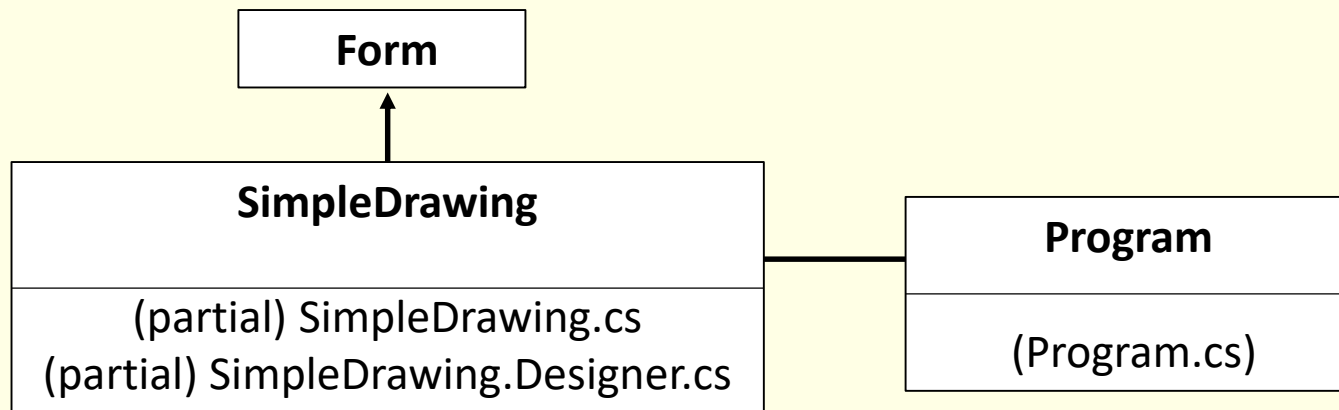 Form
SimpleDrawing
(partial) SimpleDrawing.cs
(partial) SimpleDrawing.Designer.cs
Program
(Program.cs)